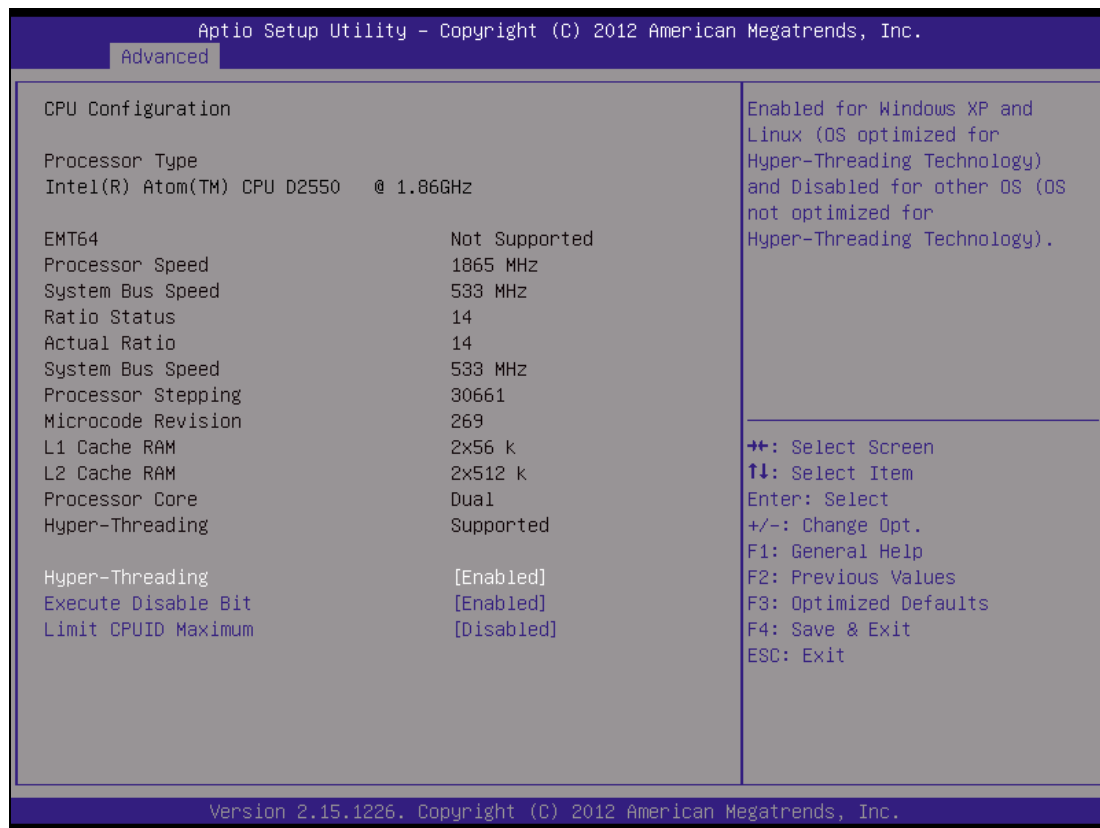 Aptio Setup Utility – Copyright (C) 2012 American Megatrends, Inc.
Advanced
CPU Configuration
Processor Type
Intel(R) Atom(TM) CPU D2550 @ 1.86GHz
EMT64 Not Supported
Processor Speed 1865 MHz
System Bus Speed 533 MHz
Ratio Status 14
Actual Ratio 14
System Bus Speed 533 MHz
Processor Stepping 30661
Microcode Revision 269
L1 Cache RAM 2x56 k
L2 Cache RAM 2x512 k
Processor Core Dual
Hyper-Threading Supported
Hyper-Threading [Enabled]
Execute Disable Bit [Enabled]
Limit CPUID Maximum [Disabled]
Enabled for Windows XP and
Linux (OS optimized for
Hyper-Threading Technology)
and Disabled for other OS (OS
not optimized for
Hyper-Threading Technology).
→←: Select Screen
↑↓: Select Item
Enter: Select
+/-: Change Opt.
F1: General Help
F2: Previous Values
F3: Optimized Defaults
F4: Save & Exit
ESC: Exit
Version 2.15.1226. Copyright (C) 2012 American Megatrends, Inc.